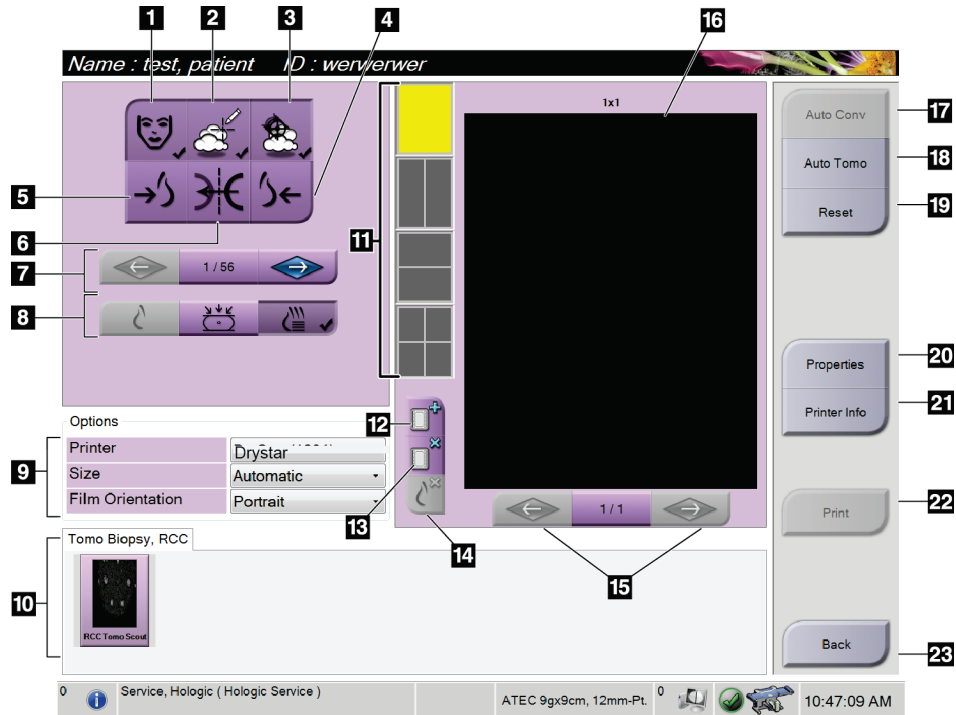 1
2
3
4
16
Name : test, patient ID : werwerwer
1x1
Auto Conv
17
Auto Tomo
18
5
Reset
19
6
11
7
1 / 56
8
Properties
20
Printer Info
21
Options
12
Printer
Drystar
9
Size
Automatic
Film Orientation
Portrait
13
1 / 1
Print
22
14
15
Tomo Biopsy, RCC
10
RCC Tomo Scout
Back
23
0
Service, Hologic ( Hologic Service )
ATEC 9gx9cm, 12mm-Pt.
0
10:47:09 AM